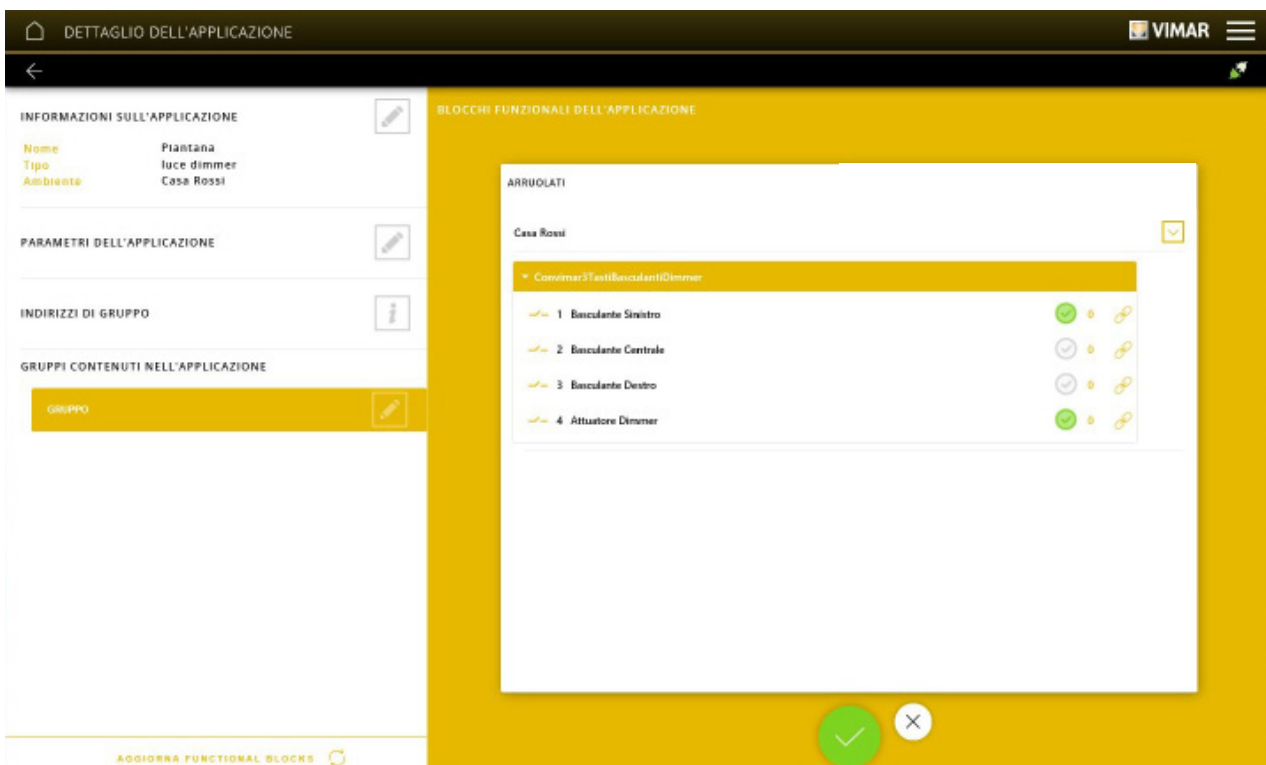 DETTAGLIO DELL'APPLICAZIONE
VIMAR
INFORMAZIONI SULL'APPLICAZIONE
Nome Piantana
Tipo luce dimmer
Ambiente Casa Rossi
PARAMETRI DELL'APPLICAZIONE
INDIRIZZI DI GRUPPO
i
GRUPPI CONTENUTI NELL'APPLICAZIONE
GRUPPO
AGGIORNA FUNCTIONAL BLOCKS
BLOCCHI FUNZIONALI DELL'APPLICAZIONE
ARRUOLATI
Casa Rossi
Convimar3TastiBasculantiDimmer
1 Basculante Sinistro 0
2 Basculante Centrale 0
3 Basculante Destro 0
4 Attuatore Dimmer 0